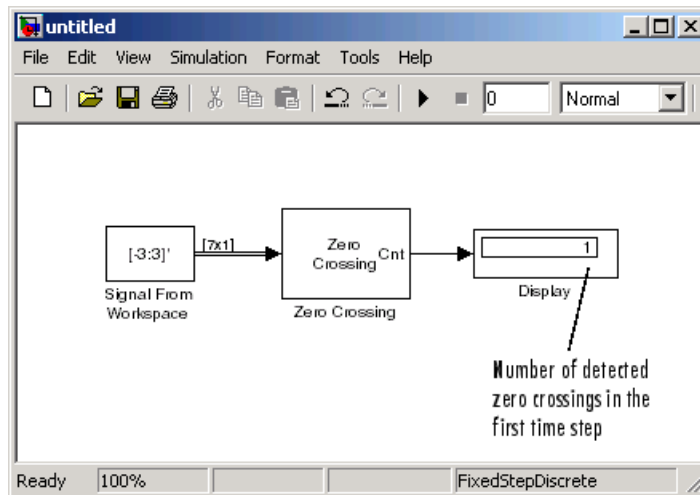 untitled
File Edit View Simulation Format Tools Help
0 Normal
[-3:3]' [7x1] Zero Crossing Cnt 1
Signal From Workspace
Zero Crossing
Display
Number of detected
zero crossings in the
first time step
Ready 100% FixedStepDiscrete